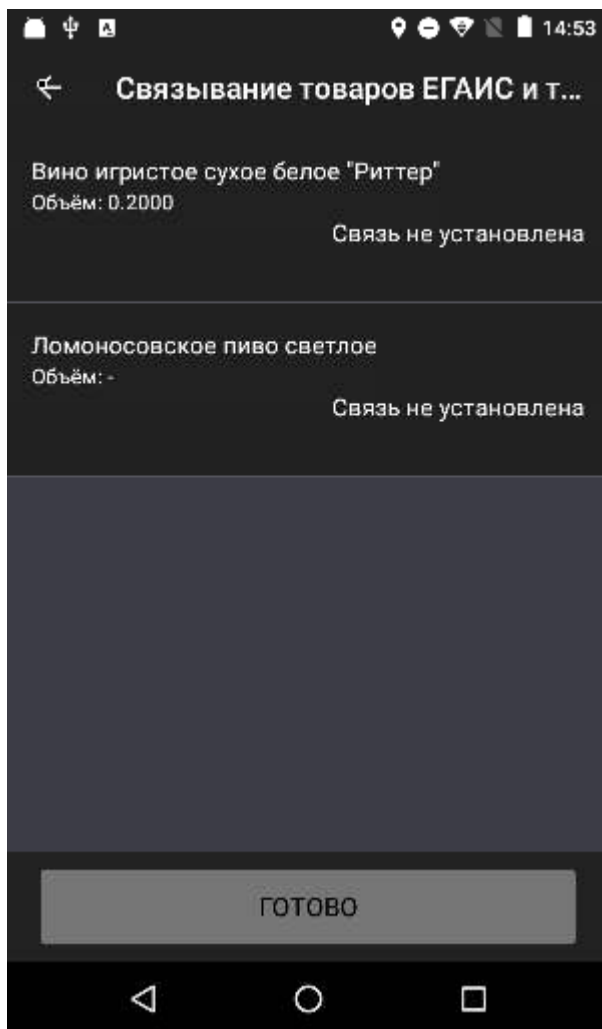 14:53
Связывание товаров ЕГАИС и т...
Вино игристое сухое белое "Риттер"
Объём: 0.2000
Связь не установлена
Ломоносовское пиво светлое
Объём: -
Связь не установлена
ГОТОВО